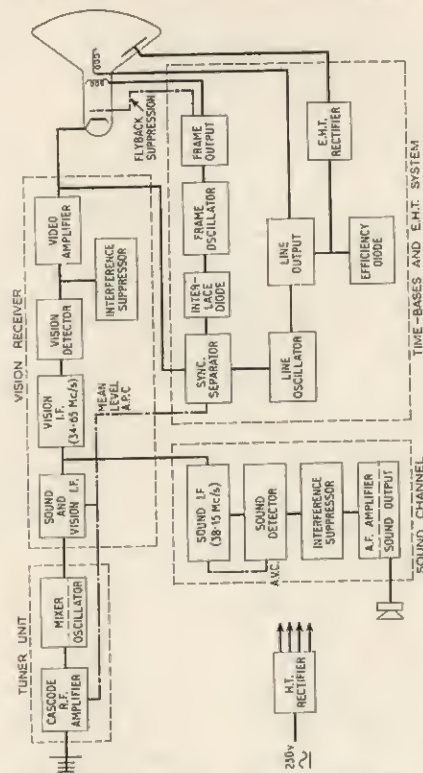 TUNER UNIT
CASCODE
R.F.
AMPLIFIER
MIXER
OSCILLATOR
VISION RECEIVER
SOUND
AND
VISION I.F.
VISION
I.F.
(34·65 Mc/s)
VISION
DETECTOR
VIDEO
AMPLIFIER
INTERFERENCE
SUPPRESSOR
MEAN
LEVEL
A.P.C
FLYBACK
SUPPRESSION
SYNC.
SEPARATOR
INTER-
LACE
DIODE
FRAME
OSCILLATOR
FRAME
OUTPUT
LINE
OSCILLATOR
LINE
OUTPUT
E.H.T.
RECTIFIER
EFFICIENCY
DIODE
TIME-BASES AND E.H.T. SYSTEM
SOUND I.F
(38·15 Mc/s)
SOUND
DETECTOR
A.V.C.
INTERFERENCE
SUPPRESSOR
A.F. AMPLIFIER
SOUND OUTPUT
SOUND CHANNEL
230v
H.T.
RECTIFIER